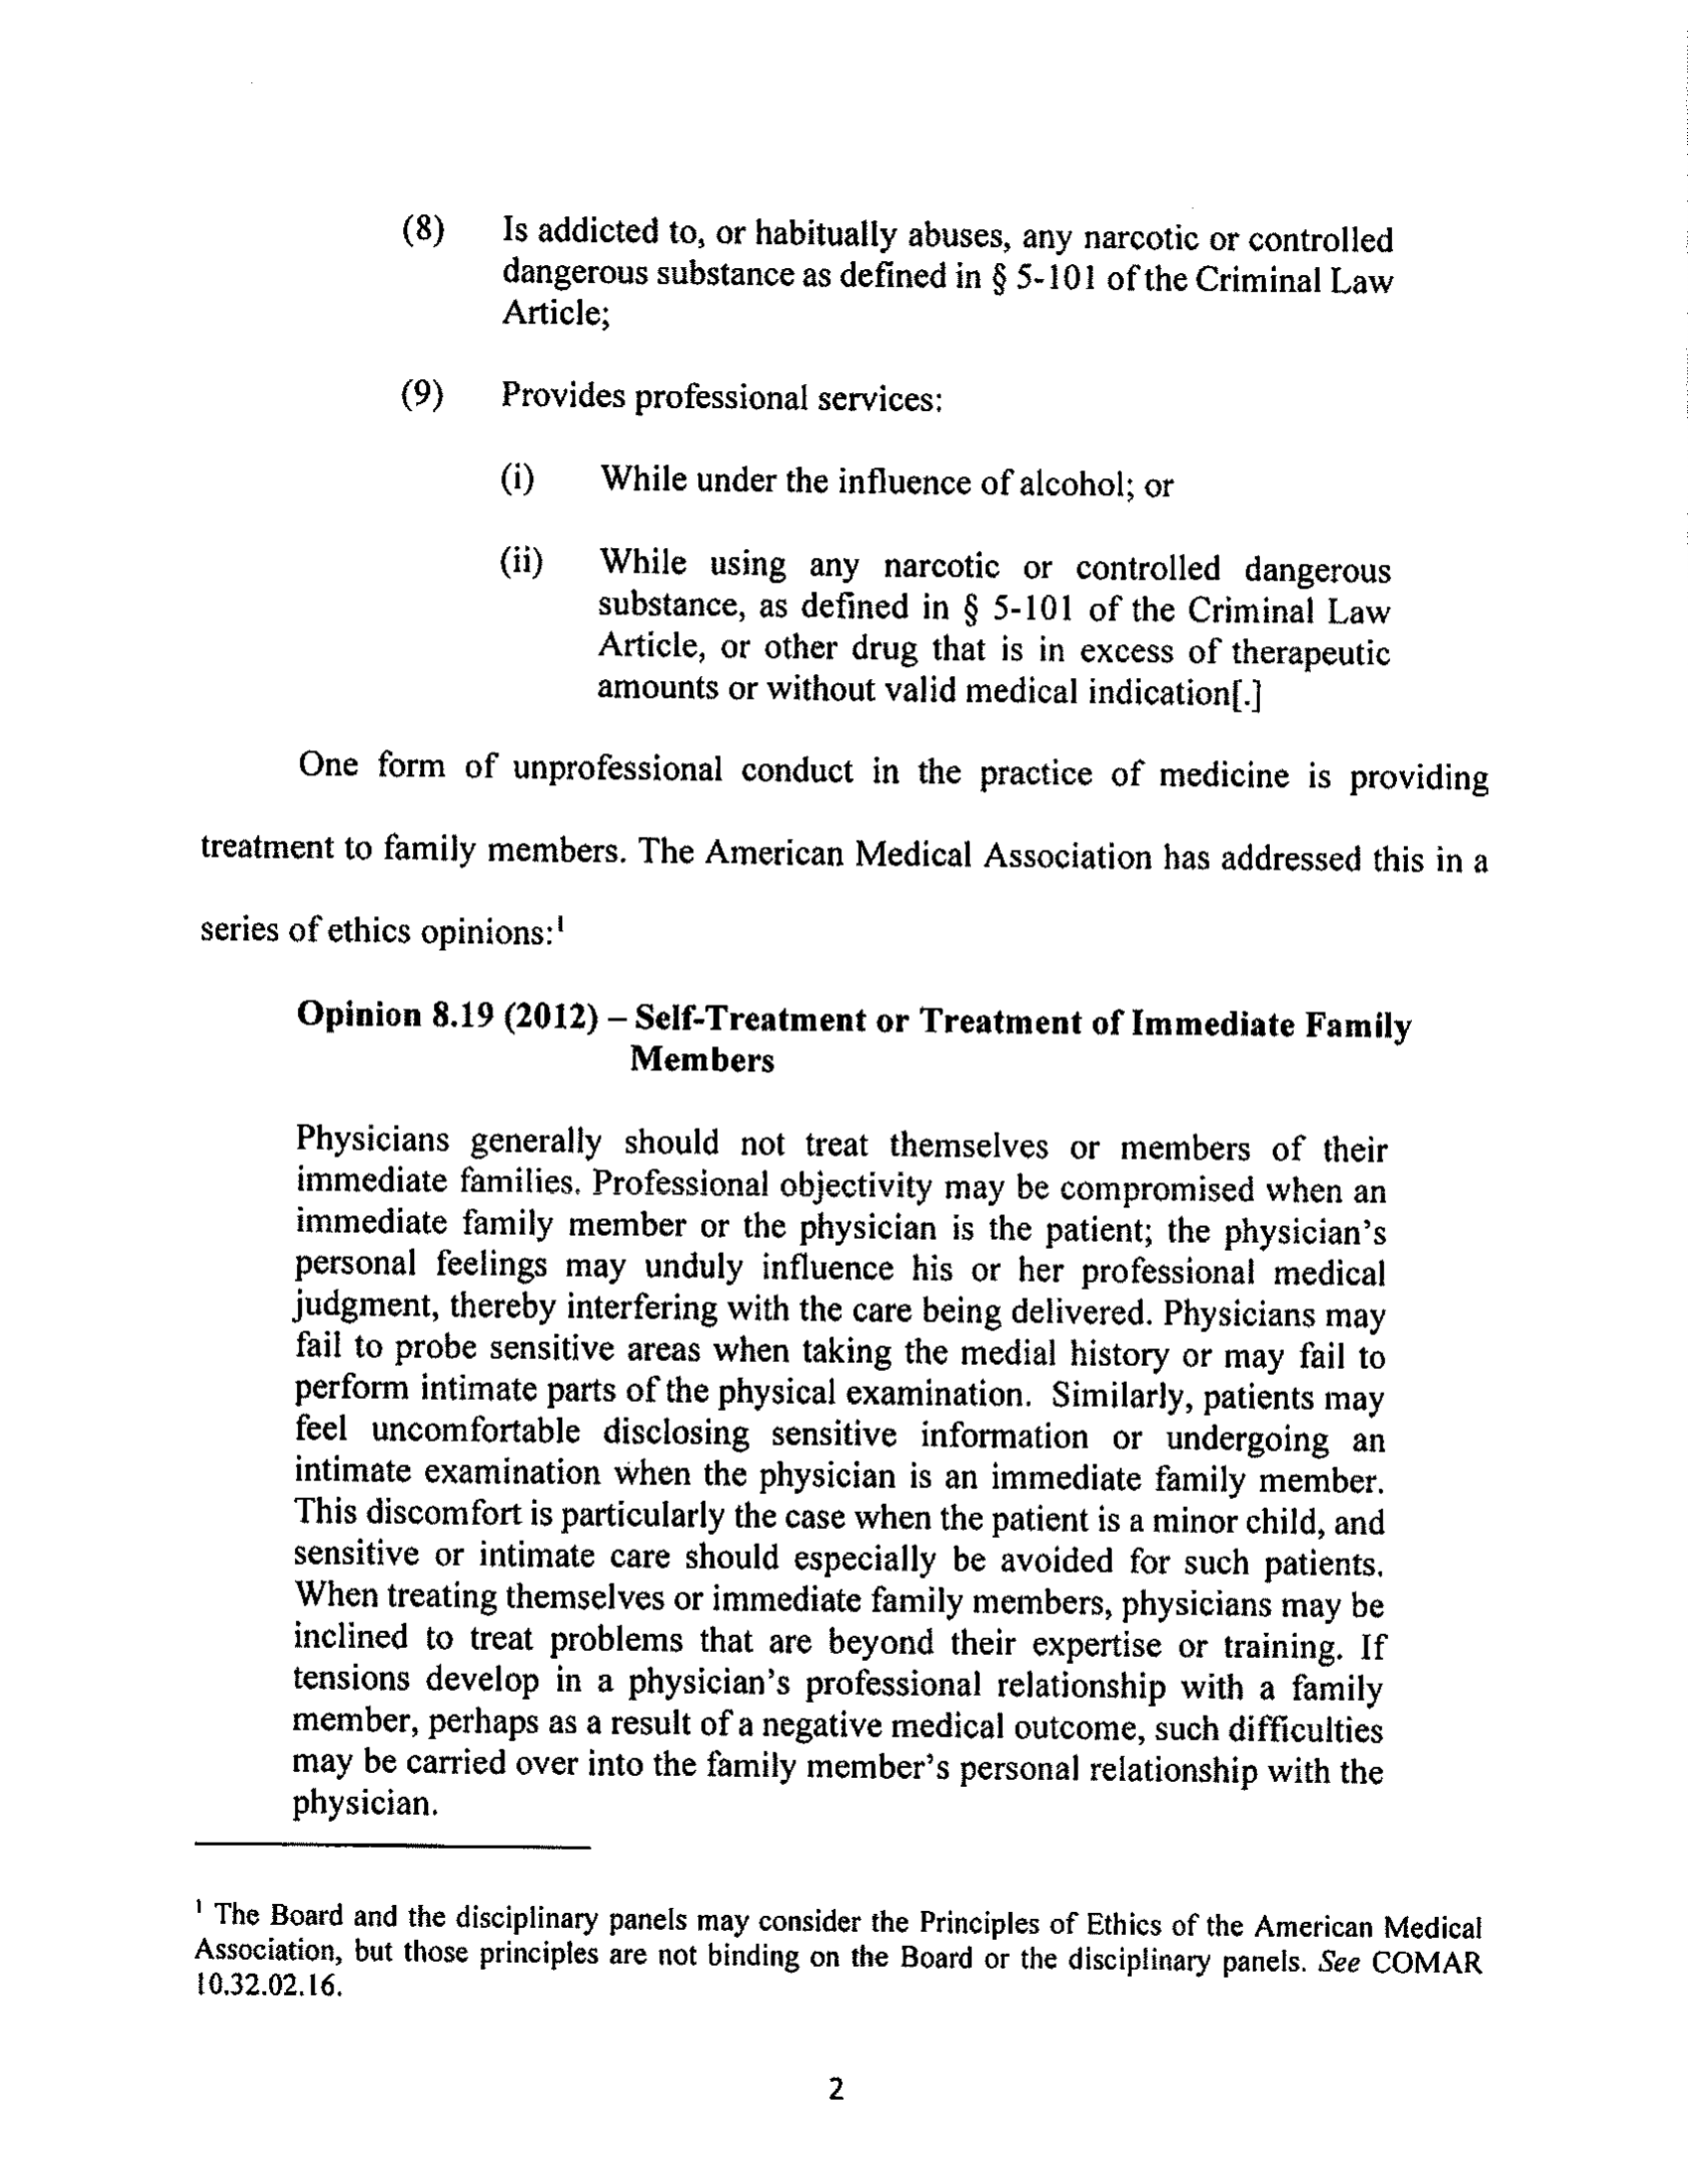 (8) Is addicted to, or habitually abuses, any narcotic or controlled
dangerous substance as defined in § 5-101 of the Criminal Law
Article;
(9) Provides professional services:
(i) While under the influence of alcohol; or
(ii) While using any narcotic or controlled dangerous
substance, as defined in § 5-101 of the Criminal Law
Article, or other drug that is in excess of therapeutic
amounts or without valid medical indication[.]
One form of unprofessional conduct in the practice of medicine is providing
treatment to family members. The American Medical Association has addressed this in a
series of ethics opinions:¹
Opinion 8.19 (2012) – Self-Treatment or Treatment of Immediate Family
Members
Physicians generally should not treat themselves or members of their
immediate families. Professional objectivity may be compromised when an
immediate family member or the physician is the patient; the physician's
personal feelings may unduly influence his or her professional medical
judgment, thereby interfering with the care being delivered. Physicians may
fail to probe sensitive areas when taking the medial history or may fail to
perform intimate parts of the physical examination. Similarly, patients may
feel uncomfortable disclosing sensitive information or undergoing an
intimate examination when the physician is an immediate family member.
This discomfort is particularly the case when the patient is a minor child, and
sensitive or intimate care should especially be avoided for such patients.
When treating themselves or immediate family members, physicians may be
inclined to treat problems that are beyond their expertise or training. If
tensions develop in a physician's professional relationship with a family
member, perhaps as a result of a negative medical outcome, such difficulties
may be carried over into the family member's personal relationship with the
physician.
¹ The Board and the disciplinary panels may consider the Principles of Ethics of the American Medical
Association, but those principles are not binding on the Board or the disciplinary panels. See COMAR
10.32.02.16.
2